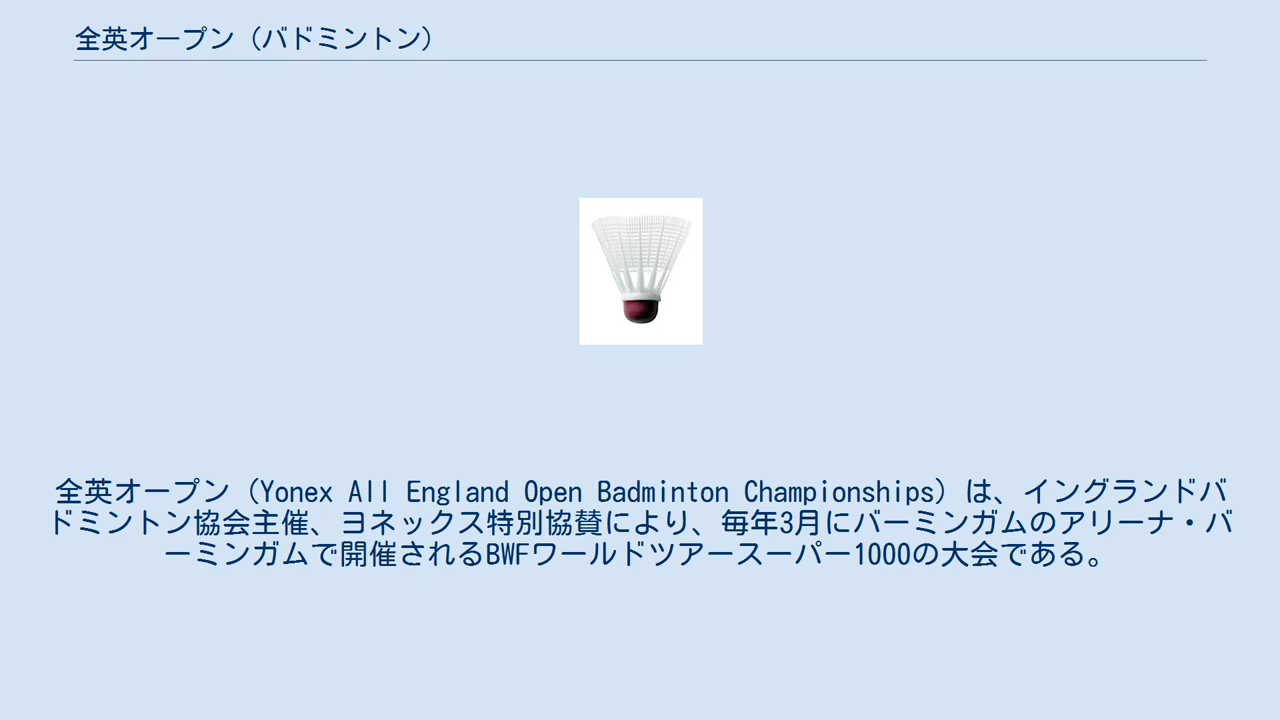 全英オープン（バドミントン）
全英オープン（Yonex All England Open Badminton Championships）は、イングランドバ
ドミントン協会主催、ヨネックス特別協賛により、毎年3月にバーミンガムのアリーナ・バ
ーミンガムで開催されるBWFワールドツアースーパー1000の大会である。